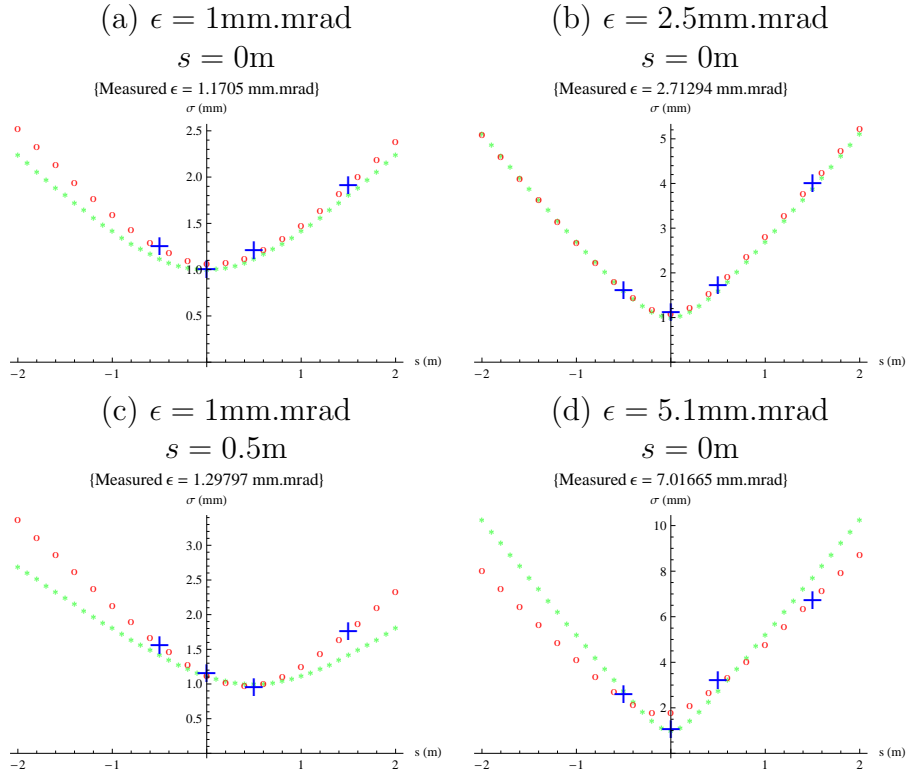 (a) ϵ = 1mm.mrad
s = 0m
{Measured ϵ = 1.1705 mm.mrad}
σ (mm)
2.5
2.0
1.5
1.0
0.5
−2
−1
1
2
s (m)
(b) ϵ = 2.5mm.mrad
s = 0m
{Measured ϵ = 2.71294 mm.mrad}
σ (mm)
5
4
3
2
1
−2
−1
1
2
s (m)
(c) ϵ = 1mm.mrad
s = 0.5m
{Measured ϵ = 1.29797 mm.mrad}
σ (mm)
3.0
2.5
2.0
1.5
1.0
0.5
−2
−1
1
2
s (m)
(d) ϵ = 5.1mm.mrad
s = 0m
{Measured ϵ = 7.01665 mm.mrad}
σ (mm)
10
8
6
4
2
−2
−1
1
2
s (m)